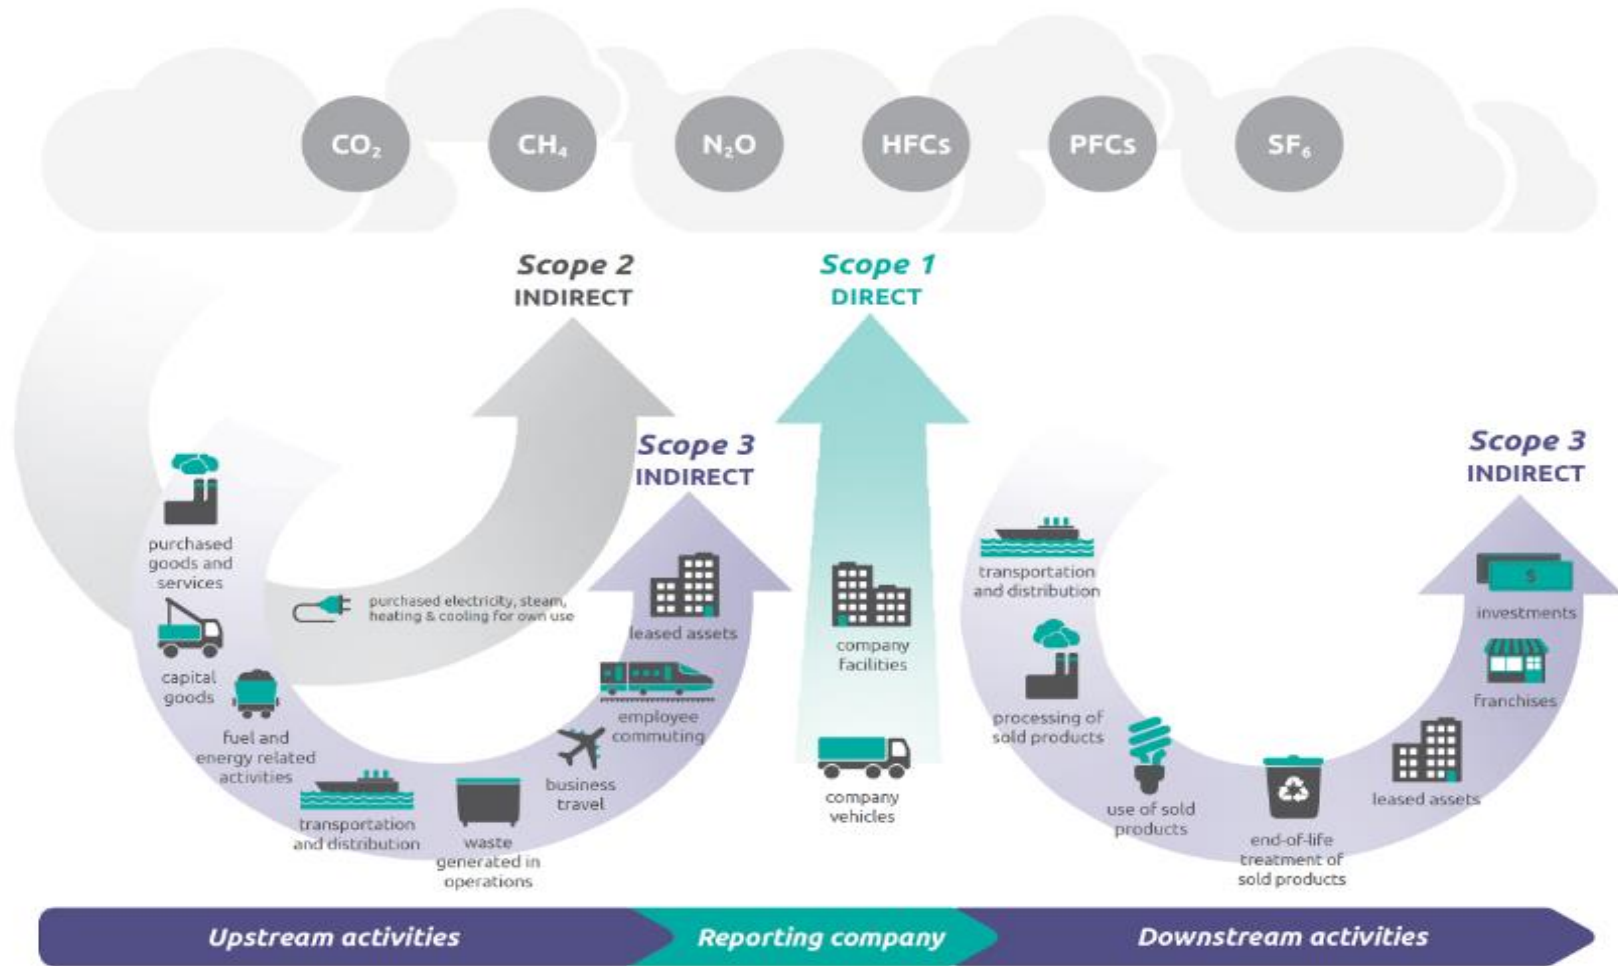 CO₂
CH₄
N₂O
HFCs
PFCs
SF₆
Scope 2
INDIRECT
Scope 1
DIRECT
Scope 3
INDIRECT
Scope 3
INDIRECT
purchased
goods and
services
capital
goods
fuel and
energy related
activities
transportation
and distribution
waste
generated in
operations
business
travel
employee
commuting
leased assets
purchased electricity, steam,
heating & cooling for own use
company
facilities
company
vehicles
transportation
and distribution
processing of
sold products
use of sold
products
end-of-life
treatment of
sold products
leased assets
franchises
investments
$
Upstream activities
Reporting company
Downstream activities